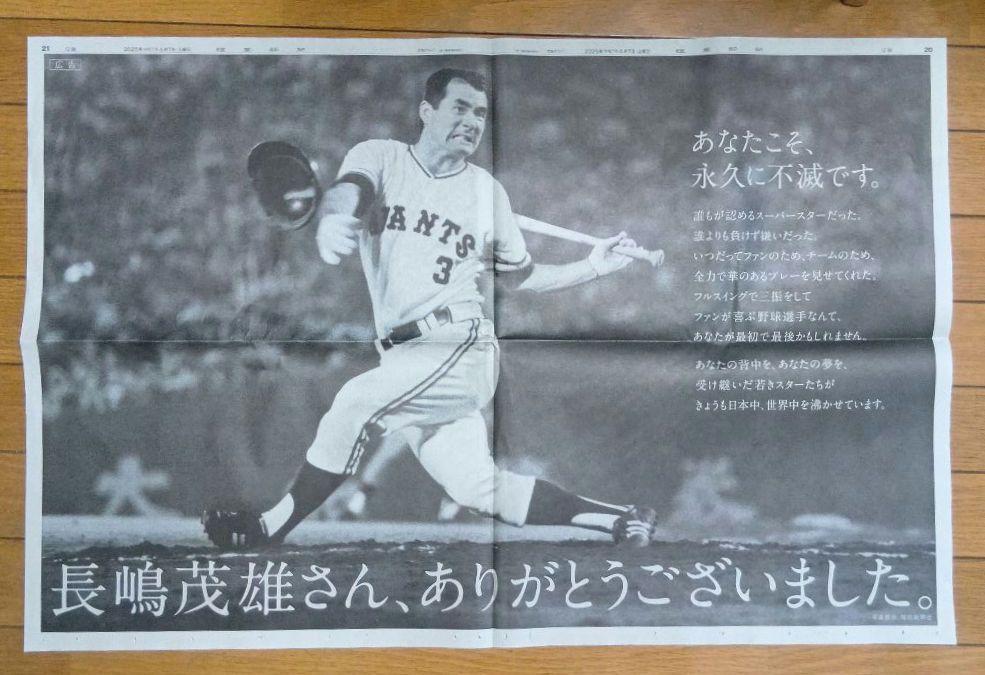 21
20
広告
GIANTS
3
あなたこそ、
永久に不滅です。
誰もが認めるスーパースターだった。
誰よりも負けず嫌いだった。
いつだってファンのため、チームのため、
全力で華のあるプレーを見せてくれた。
フルスイングで三振をして
ファンが喜ぶ野球選手なんて、
あなたが最初で最後かもしれません。
あなたの背中を、あなたの夢を、
受け継いだ若きスターたちが
きょうも日本中、世界中を沸かせています。
長嶋茂雄さん、ありがとうございました。